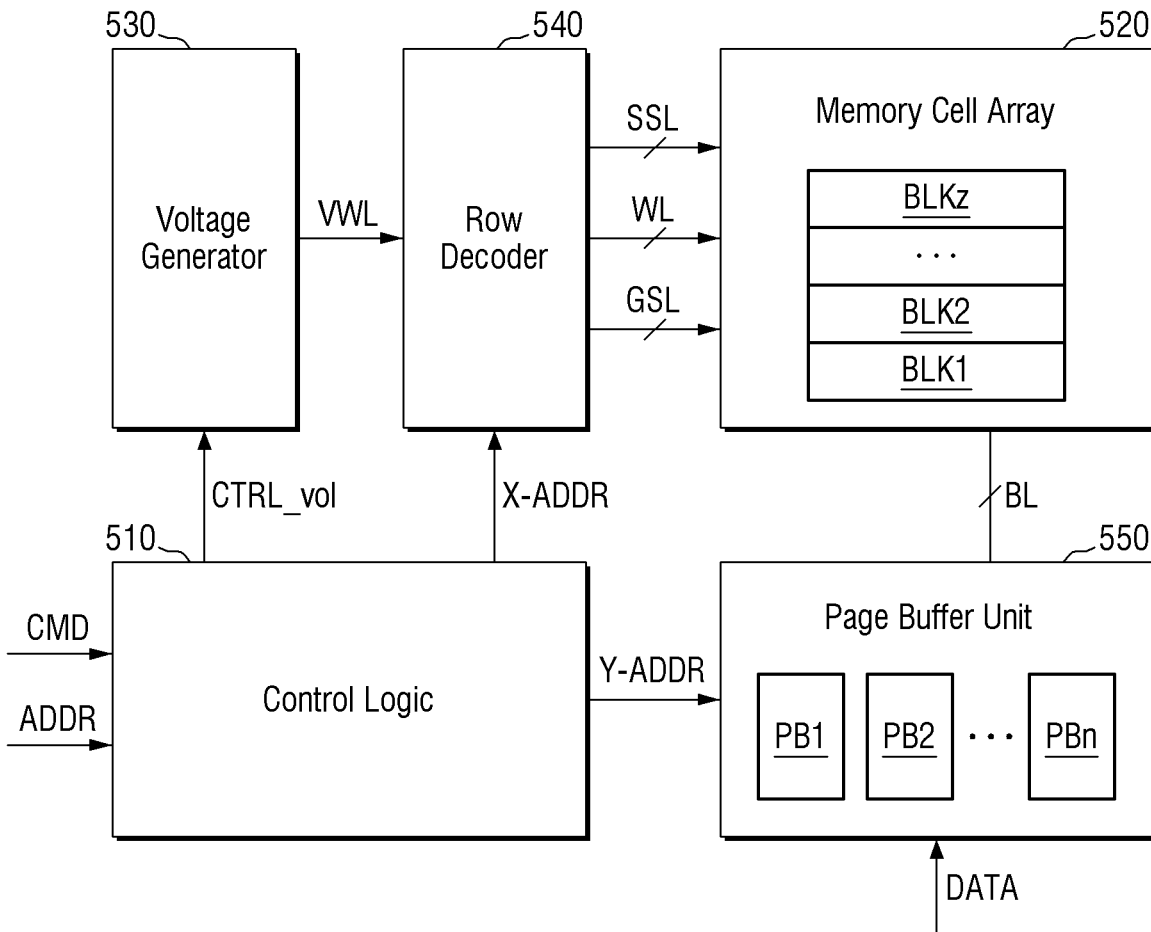 530
540
520
Voltage
Generator
VWL
Row
Decoder
SSL
WL
GSL
Memory Cell Array
BLKz
...
BLK2
BLK1
CTRL_vol
X-ADDR
BL
510
550
CMD
ADDR
Control Logic
Y-ADDR
Page Buffer Unit
PB1 PB2 ... PBn
DATA